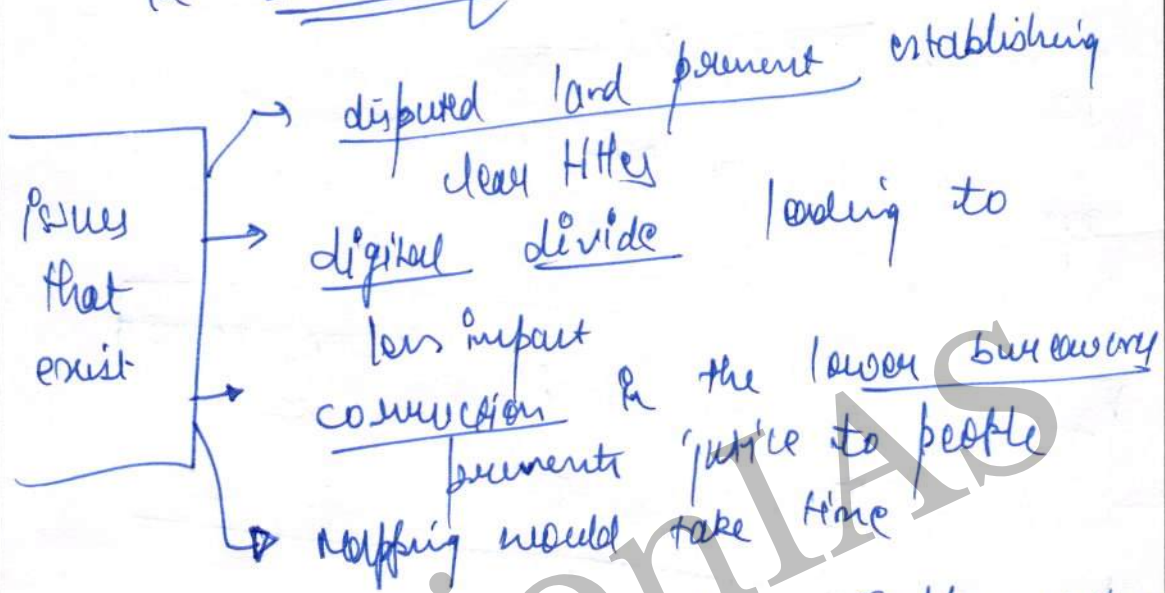 issues
that
exist
disputed land prevent establishing
clear titles
digital divide leading to
less impact
corruption in the lower bureaucracy
prevents justice to people
mapping would take time